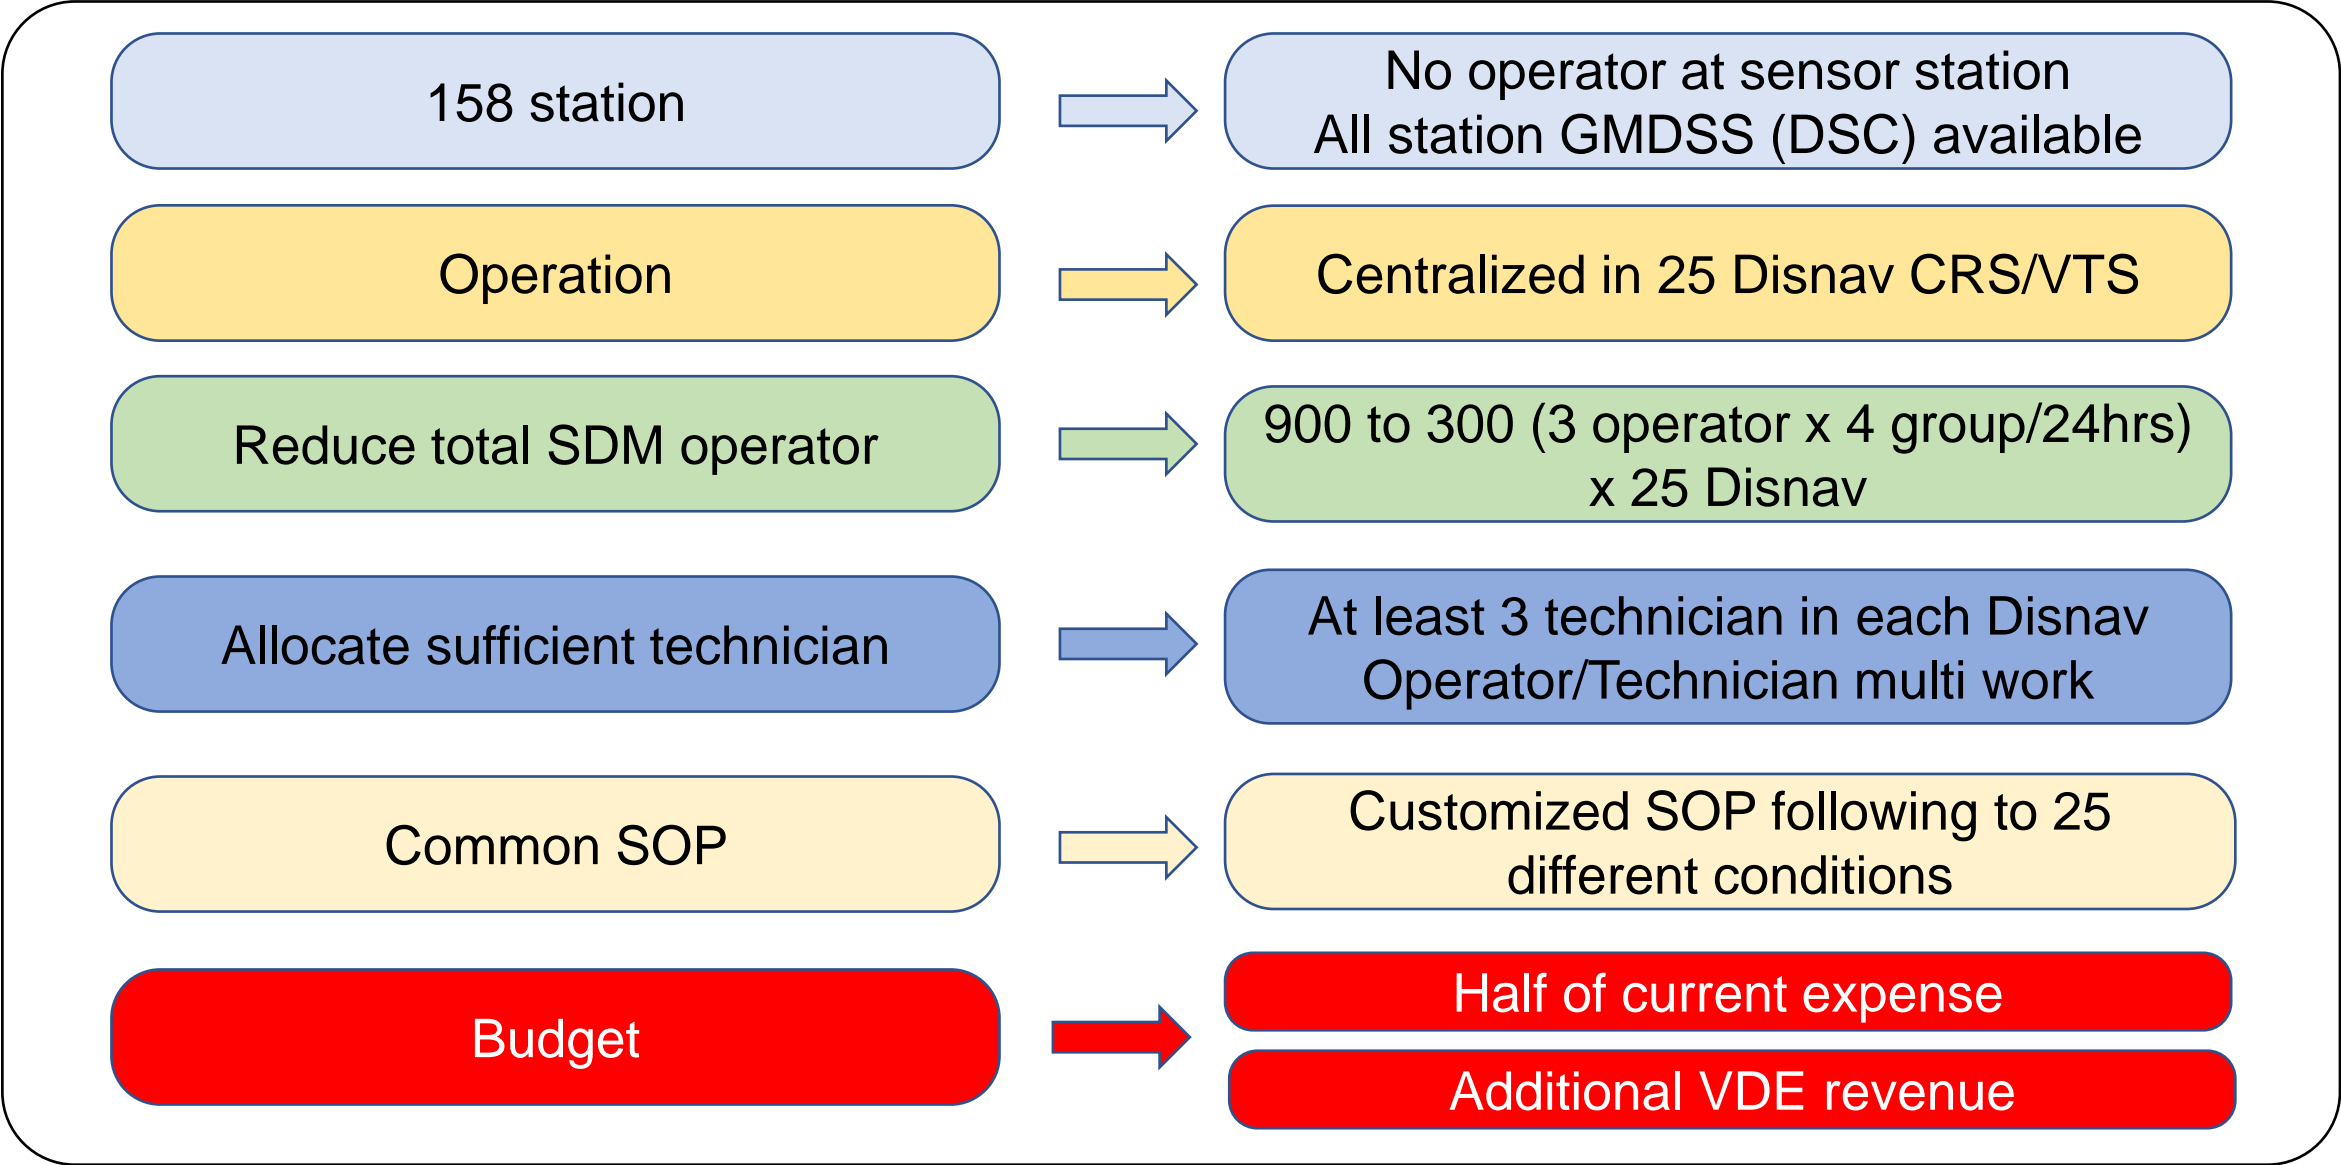 158 station
No operator at sensor station
All station GMDSS (DSC) available
Operation
Centralized in 25 Disnav CRS/VTS
Reduce total SDM operator
900 to 300 (3 operator x 4 group/24hrs)
x 25 Disnav
Allocate sufficient technician
At least 3 technician in each Disnav
Operator/Technician multi work
Common SOP
Customized SOP following to 25
different conditions
Budget
Half of current expense
Additional VDE revenue